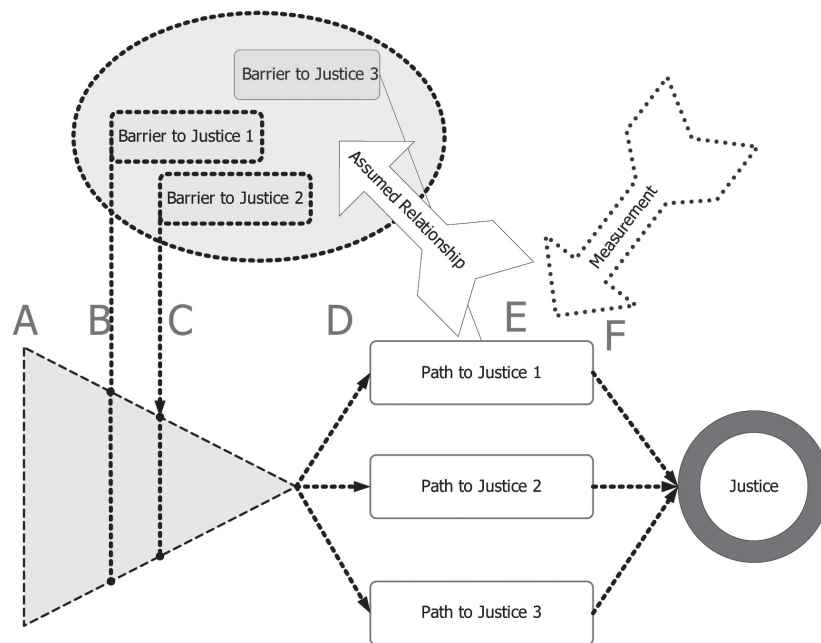 Barrier to Justice 3
Barrier to Justice 1
Barrier to Justice 2
Assumed Relationship
Measurement
A
B
C
D
E
F
Path to Justice 1
Path to Justice 2
Justice
Path to Justice 3